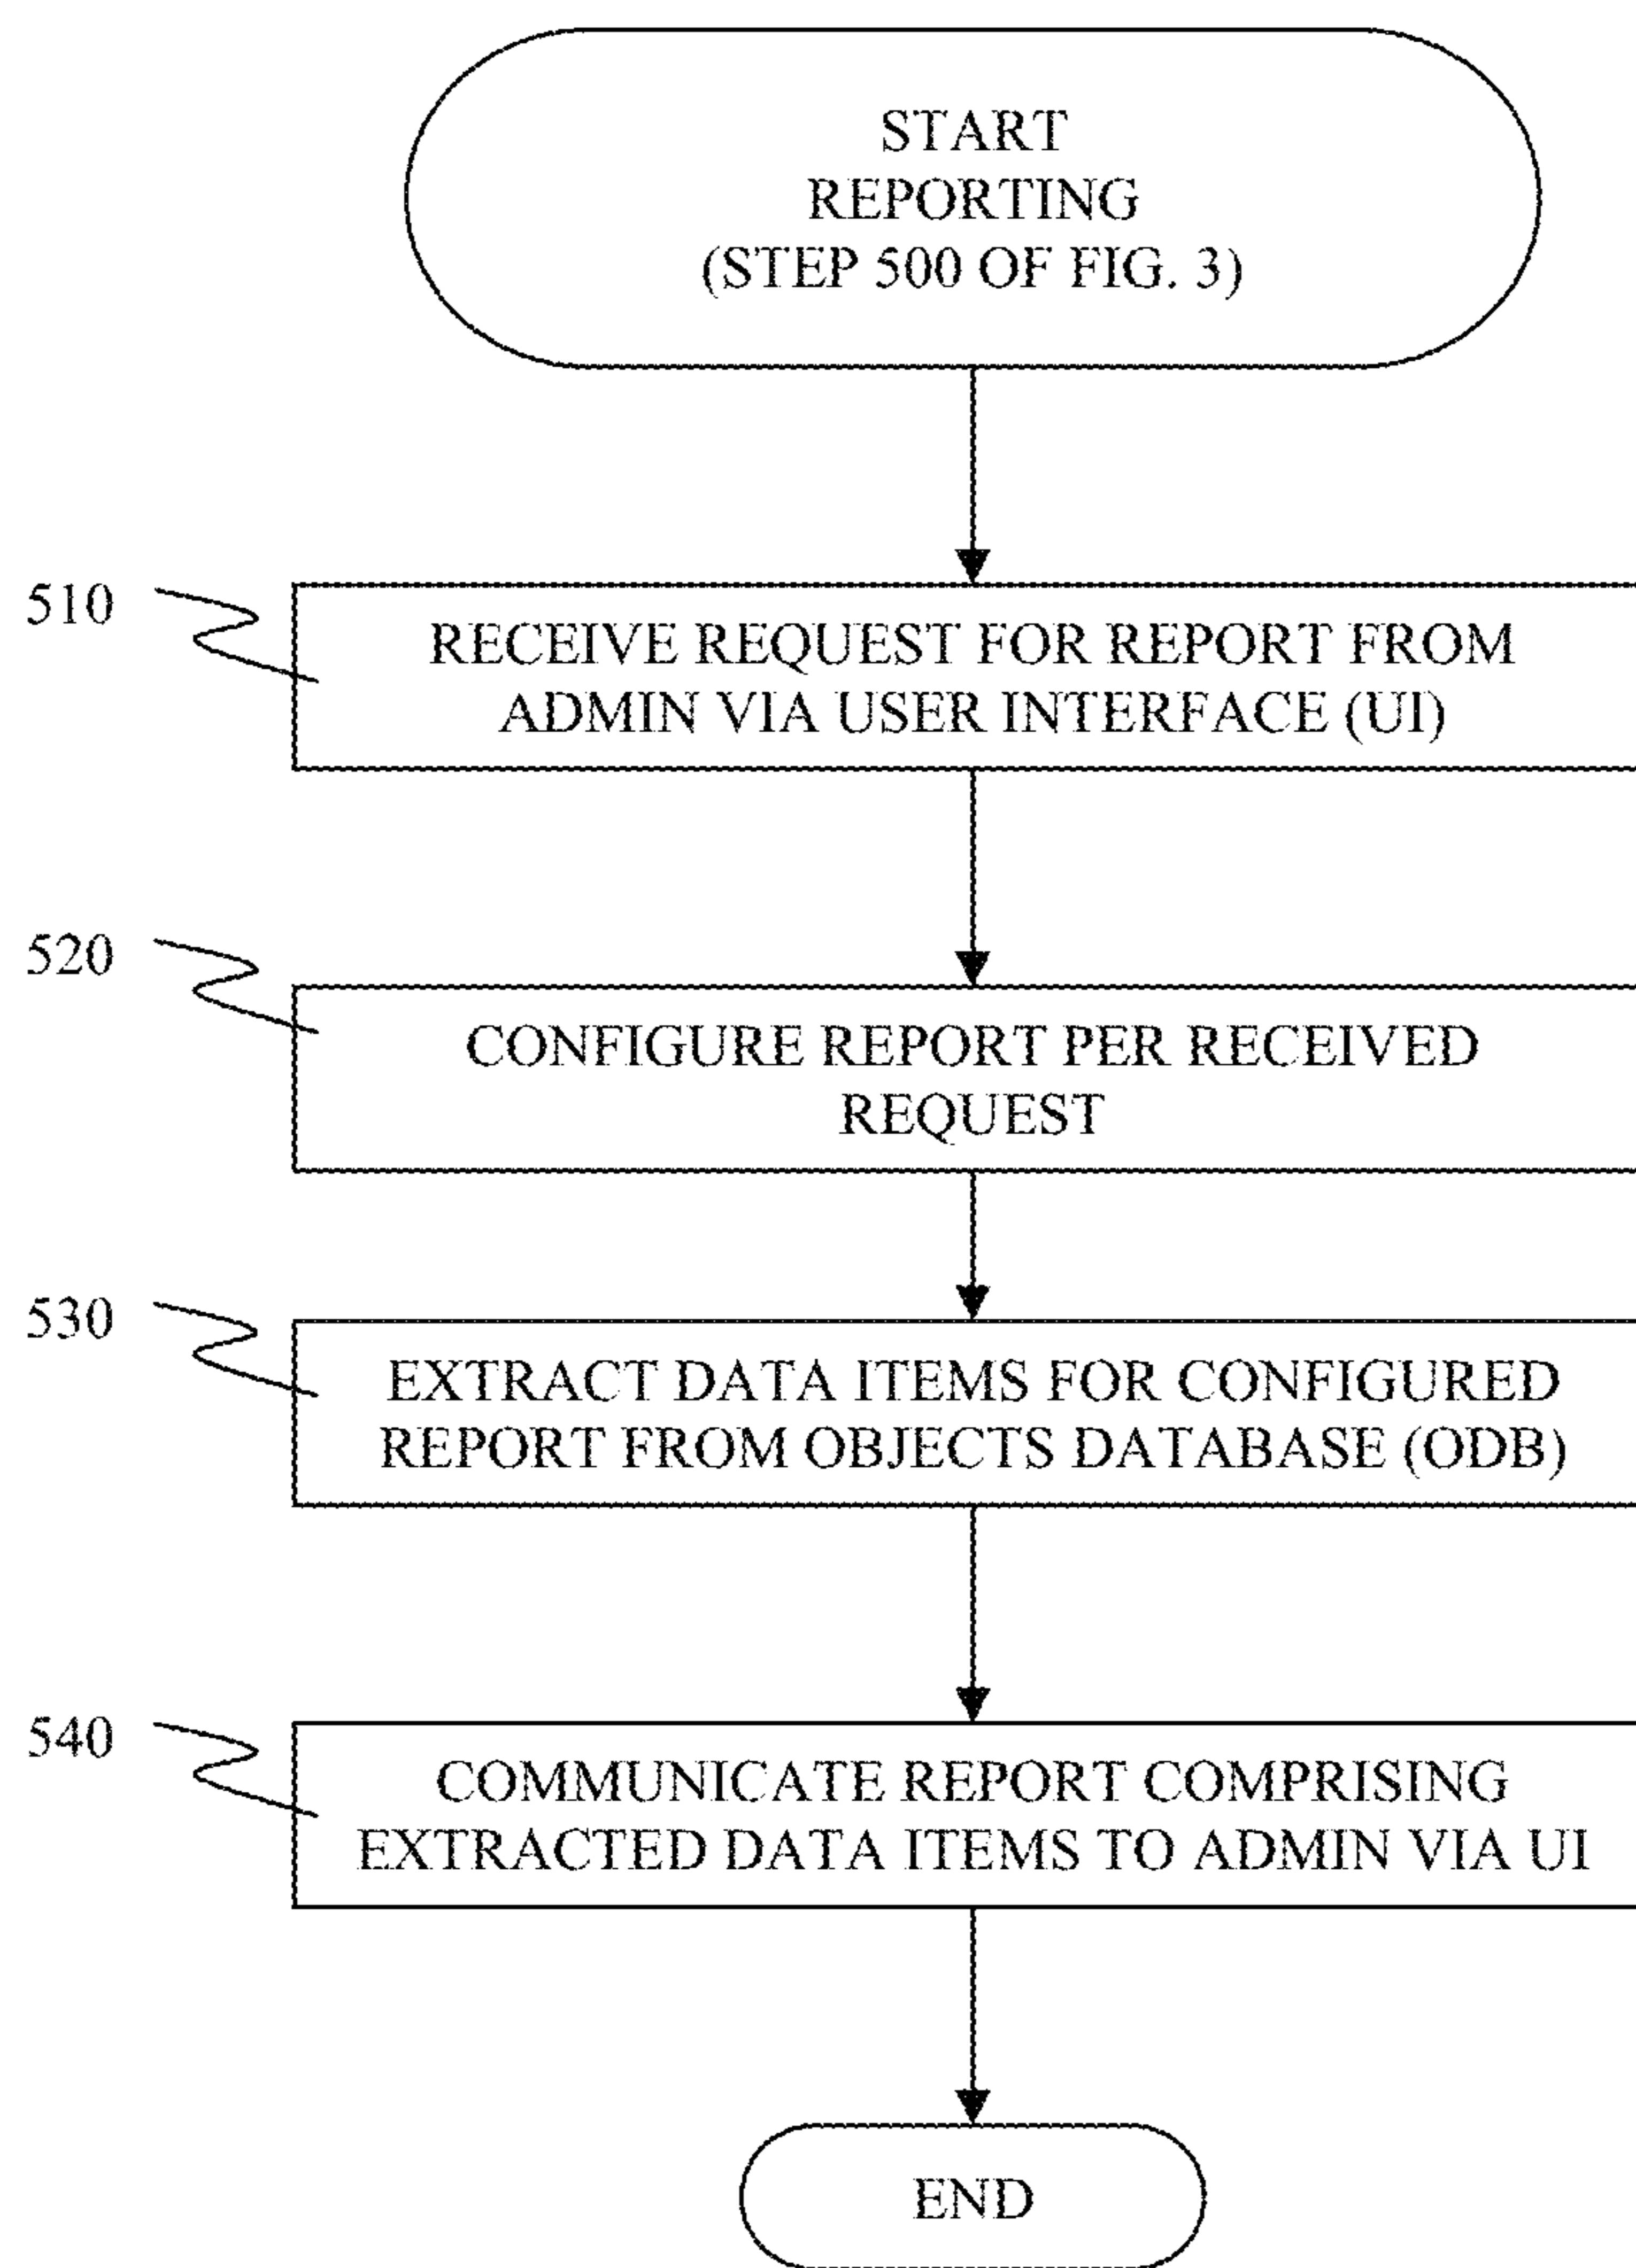 START
REPORTING
(STEP 500 OF FIG. 3)
510
RECEIVE REQUEST FOR REPORT FROM
ADMIN VIA USER INTERFACE (UI)
520
CONFIGURE REPORT PER RECEIVED
REQUEST
530
EXTRACT DATA ITEMS FOR CONFIGURED
REPORT FROM OBJECTS DATABASE (ODB)
540
COMMUNICATE REPORT COMPRISING
EXTRACTED DATA ITEMS TO ADMIN VIA UI
END